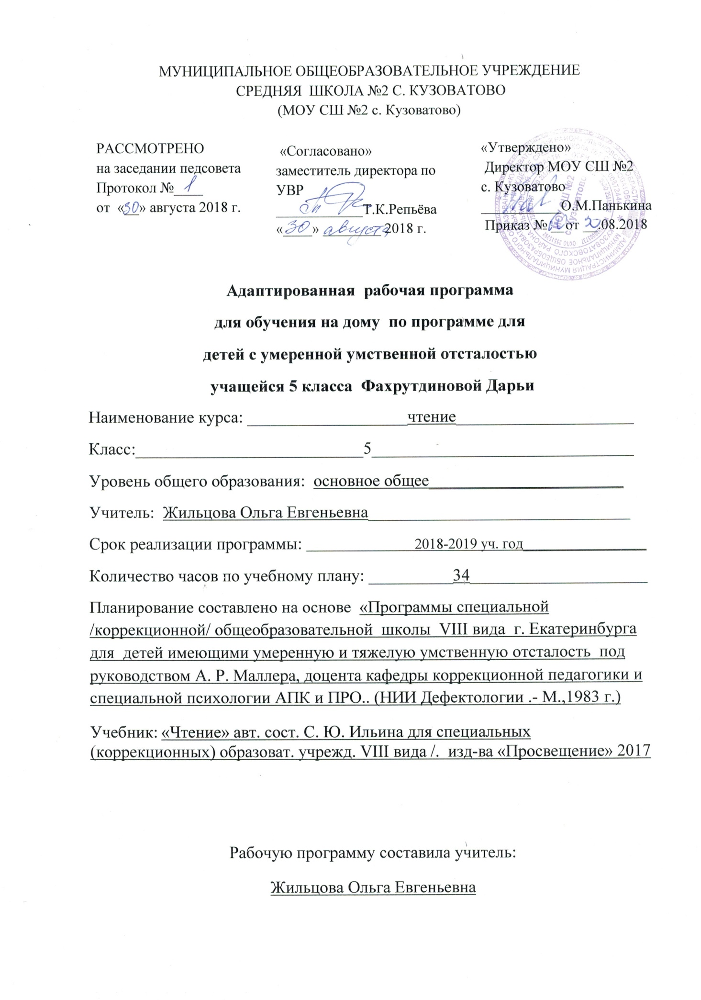 МУНИЦИПАЛЬНОЕ ОБЩЕОБРАЗОВАТЕЛЬНОЕ УЧРЕЖДЕНИЕ
СРЕДНЯЯ ШКОЛА №2 С. КУЗОВАТОВО
(МОУ СШ №2 с. Кузоватово)
РАССМОТРЕНО
на заседании педсовета
Протокол № 1
от «30» августа 2018 г.
«Согласовано»
заместитель директора по
УВР
Т.К.Репьёва
«30» августа 2018 г.
«Утверждено»
Директор МОУ СШ №2
с. Кузоватово
О.М.Панькина
Приказ № от .08.2018
МОУ СШ №2
с. Кузоватово
Адаптированная рабочая программа
для обучения на дому по программе для
детей с умеренной умственной отсталостью
учащейся 5 класса Фахрутдиновой Дарьи
Наименование курса: чтение
Класс: 5
Уровень общего образования: основное общее
Учитель: Жильцова Ольга Евгеньевна
Срок реализации программы: 2018-2019 уч. год
Количество часов по учебному плану: 34
Планирование составлено на основе «Программы специальной
/коррекционной/ общеобразовательной школы VIII вида г. Екатеринбурга
для детей имеющими умеренную и тяжелую умственную отсталость под
руководством А. Р. Маллера, доцента кафедры коррекционной педагогики и
специальной психологии АПК и ПРО.. (НИИ Дефектологии .- М.,1983 г.)
Учебник: «Чтение» авт. сост. С. Ю. Ильина для специальных
(коррекционных) образоват. учрежд. VIII вида /. изд-ва «Просвещение» 2017
Рабочую программу составила учитель:
Жильцова Ольга Евгеньевна